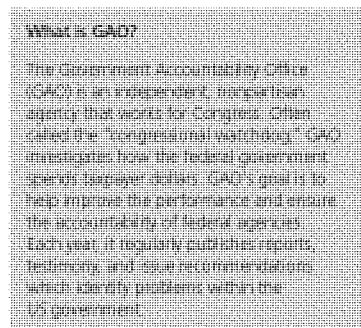 What is GAO?
The Government Accountability Office
(GAO) is an independent, nonpartisan
agency that works for Congress. Often
called the "congressional watchdog," GAO
investigates how the federal government
spends taxpayer dollars. GAO's goal is to
help improve the performance and ensure
the accountability of federal agencies.
Each year, it regularly publishes reports,
testimony, and issue recommendations
which identify problems within the
US government.